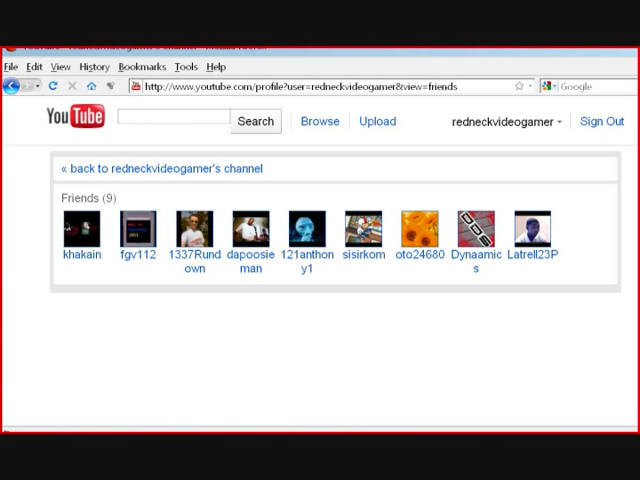 File Edit View History Bookmarks Tools Help
http://www.youtube.com/profile?user=redneckvideogamer&view=friends
Google
YouTube
Search
Browse
Upload
redneckvideogamer
Sign Out
« back to redneckvideogamer's channel
Friends (9)
khakain
fgv112
1337Rund
own
dapoosie
man
121anthon
y1
sisirkom
oto24680
Dynaamic
s
Latrell23P